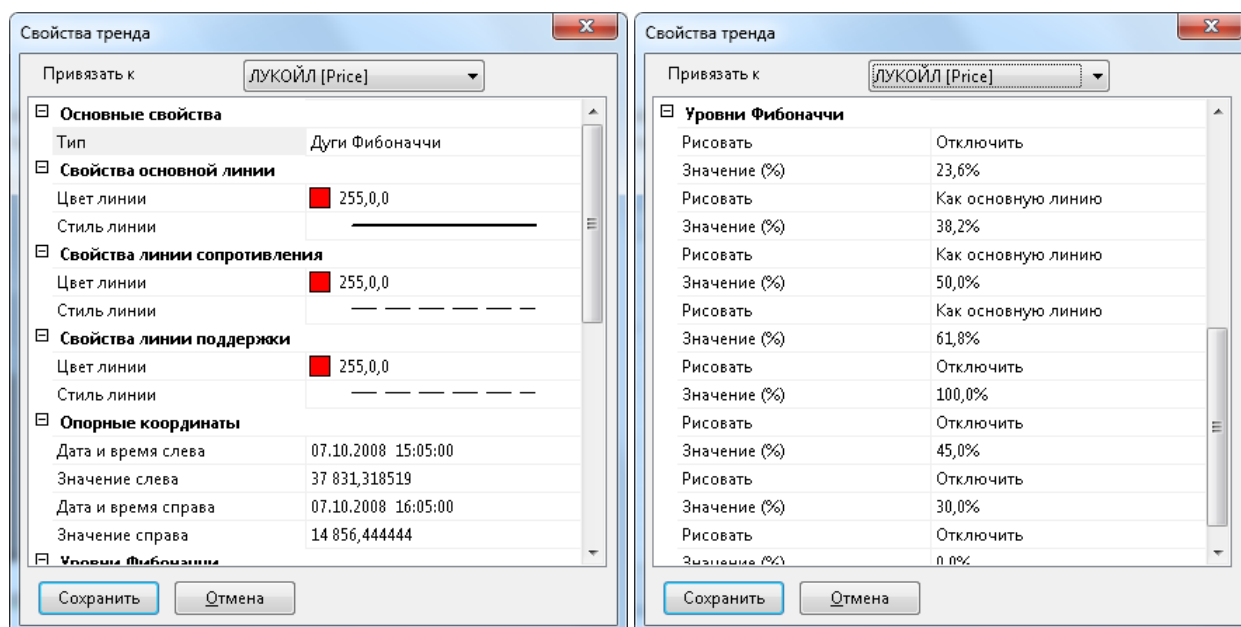 Свойства тренда
Привязать к ЛУКОЙЛ [Price]
Основные свойства
Тип Дуги Фибоначчи
Свойства основной линии
Цвет линии 255,0,0
Стиль линии
Свойства линии сопротивления
Цвет линии 255,0,0
Стиль линии
Свойства линии поддержки
Цвет линии 255,0,0
Стиль линии
Опорные координаты
Дата и время слева 07.10.2008 15:05:00
Значение слева 37 831,318519
Дата и время справа 07.10.2008 16:05:00
Значение справа 14 856,444444
Уровни Фибоначчи
Сохранить Отмена
Свойства тренда
Привязать к ЛУКОЙЛ [Price]
Уровни Фибоначчи
Рисовать Отключить
Значение (%) 23,6%
Рисовать Как основную линию
Значение (%) 38,2%
Рисовать Как основную линию
Значение (%) 50,0%
Рисовать Как основную линию
Значение (%) 61,8%
Рисовать Отключить
Значение (%) 100,0%
Рисовать Отключить
Значение (%) 45,0%
Рисовать Отключить
Значение (%) 30,0%
Рисовать Отключить
Значение (%) 0,0%
Сохранить Отмена